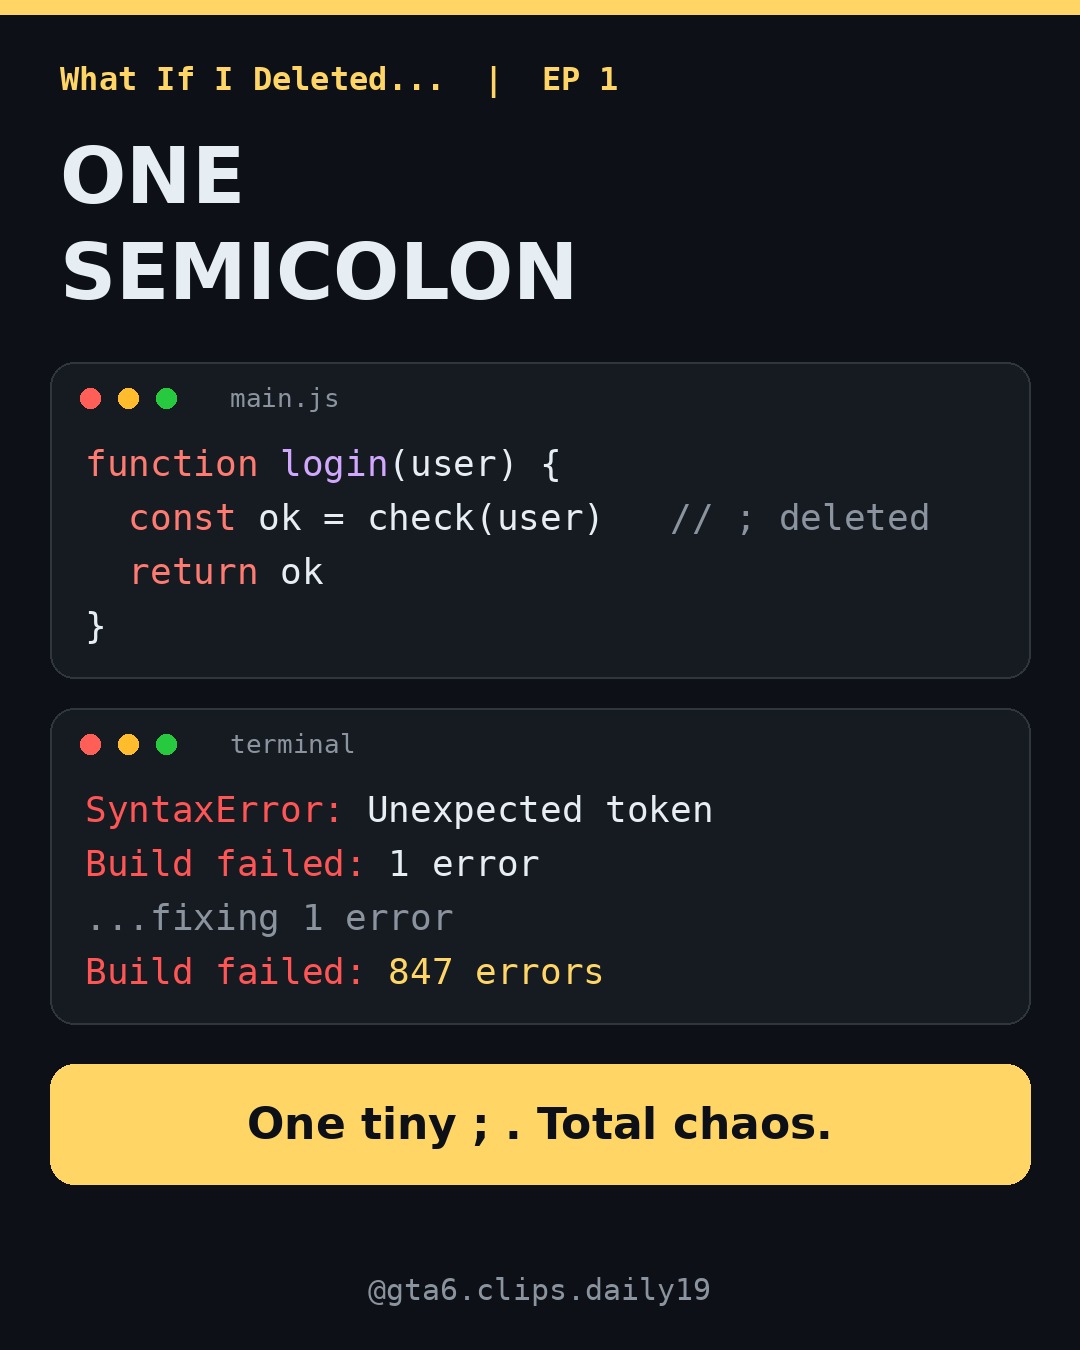 What If I Deleted... | EP 1
ONE
SEMICOLON
main.js
function login(user) {
  const ok = check(user)   // ; deleted
  return ok
}
terminal
SyntaxError: Unexpected token
Build failed: 1 error
...fixing 1 error
Build failed: 847 errors
One tiny ; . Total chaos.
@gta6.clips.daily19